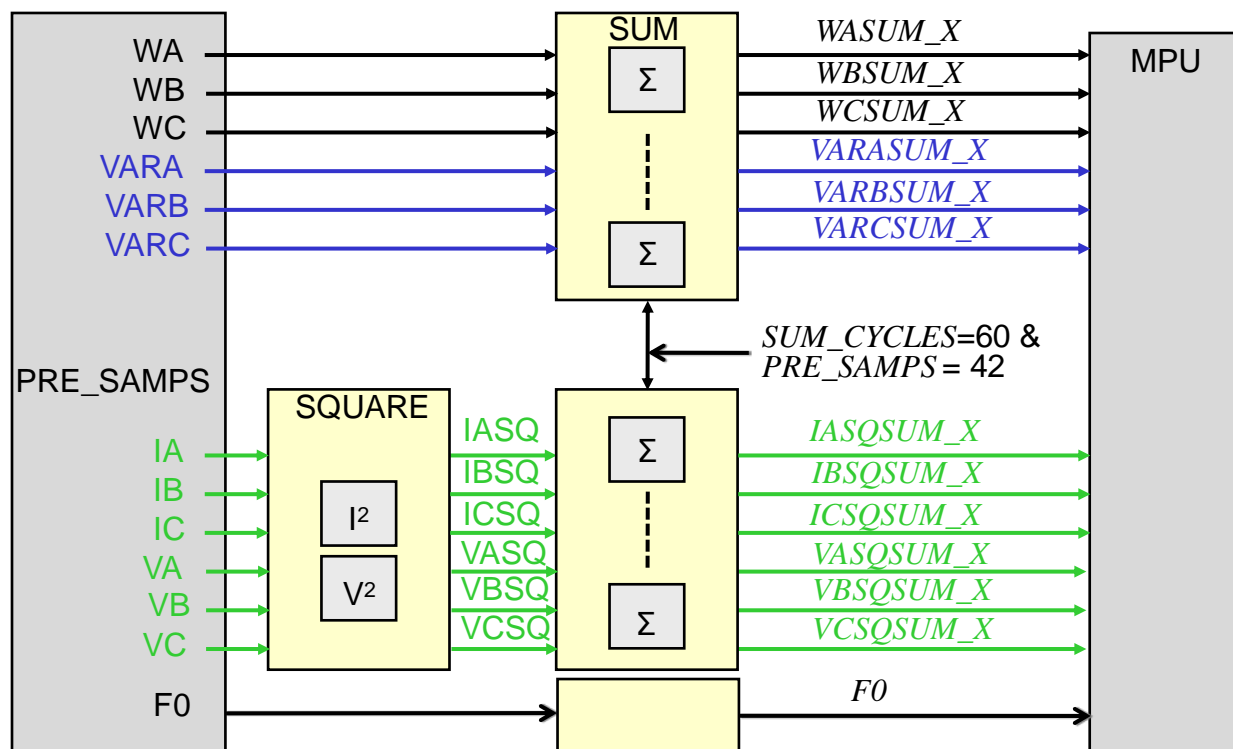 WA
WB
WC
VARA
VARB
VARC
PRE_SAMPS
IA
IB
IC
VA
VB
VC
F0
SQUARE
I²
V²
IASQ
IBSQ
ICSQ
VASQ
VBSQ
VCSQ
SUM
Σ
Σ
SUM_CYCLES=60 &
PRE_SAMPS = 42
Σ
Σ
WASUM_X
WBSUM_X
WCSUM_X
VARASUM_X
VARBSUM_X
VARCSUM_X
IASQSUM_X
IBSQSUM_X
ICSQSUM_X
VASQSUM_X
VBSQSUM_X
VCSQSUM_X
F0
MPU